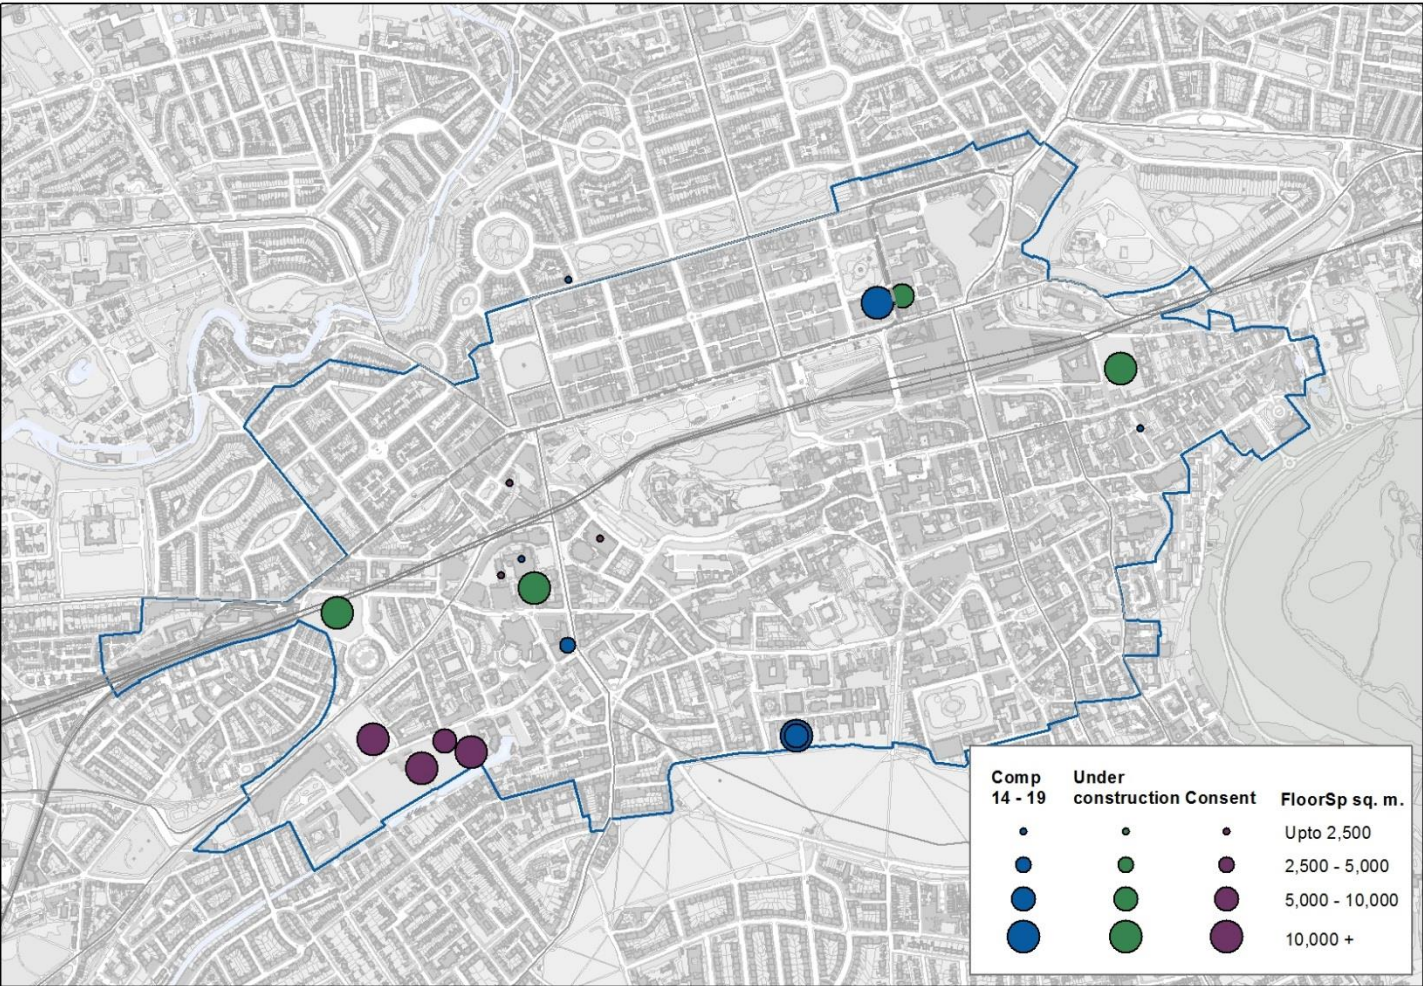 Comp Under
14 - 19 construction Consent FloorSp sq. m.
Upto 2,500
2,500 - 5,000
5,000 - 10,000
10,000 +